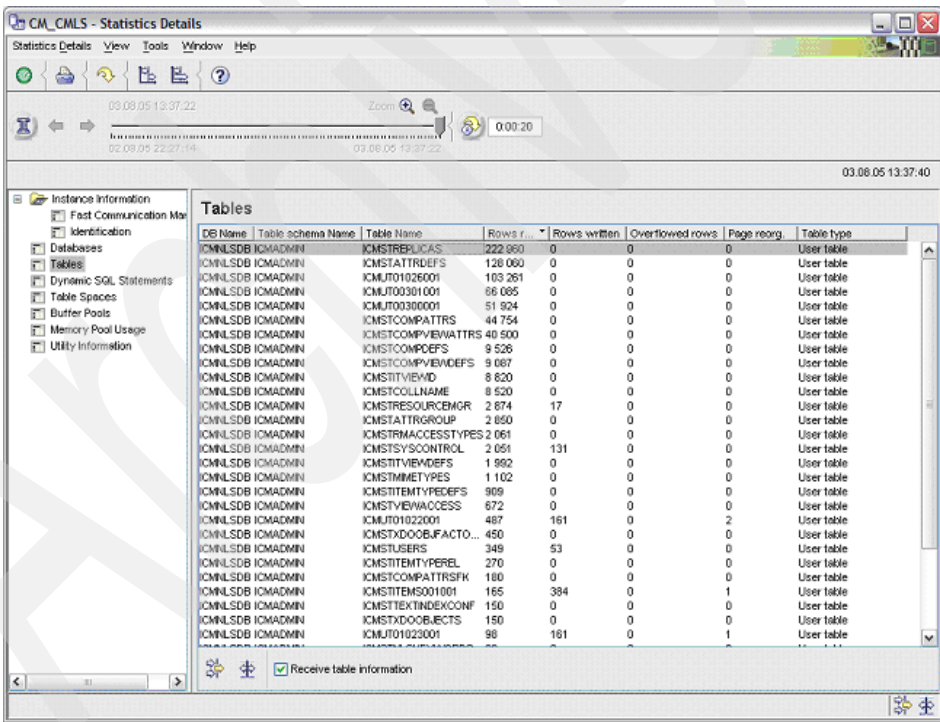 CM_CMLS - Statistics Details
Statistics Details View Tools Window Help
03.08.05 13:37:22 Zoom
0:00:20
02.08.05 22:27:14 03.08.05 13:37:22
03.08.05 13:37:40
Instance Information
Fast Communication Mar
Identification
Databases
Tables
Dynamic SQL Statements
Table Spaces
Buffer Pools
Memory Pool Usage
Utility Information
Tables
DB Name Table schema Name Table Name Rows r... Rows written Overflowed rows Page reorg. Table type
ICMNLSDB ICMADMIN ICMSTREPLICAS 222 960 0 0 0 User table
ICMNLSDB ICMADMIN ICMSTATTRDEFS 128 060 0 0 0 User table
ICMNLSDB ICMADMIN ICMUT01026001 103 261 0 0 0 User table
ICMNLSDB ICMADMIN ICMUT00301001 66 085 0 0 0 User table
ICMNLSDB ICMADMIN ICMUT00300001 51 924 0 0 0 User table
ICMNLSDB ICMADMIN ICMSTCOMPATTRS 44 754 0 0 0 User table
ICMNLSDB ICMADMIN ICMSTCOMPVIEWATTRS 40 500 0 0 0 User table
ICMNLSDB ICMADMIN ICMSTCOMPDEFS 9 526 0 0 0 User table
ICMNLSDB ICMADMIN ICMSTCOMPVIEWDEFS 9 087 0 0 0 User table
ICMNLSDB ICMADMIN ICMSTITVIEWID 8 820 0 0 0 User table
ICMNLSDB ICMADMIN ICMSTCOLLNAME 8 520 0 0 0 User table
ICMNLSDB ICMADMIN ICMSTRESOURCEMGR 2 874 17 0 0 User table
ICMNLSDB ICMADMIN ICMSTATTRGROUP 2 850 0 0 0 User table
ICMNLSDB ICMADMIN ICMSTRMACCESSTYPES 2 061 0 0 0 User table
ICMNLSDB ICMADMIN ICMSTSYSCONTROL 2 051 131 0 0 User table
ICMNLSDB ICMADMIN ICMSTITVIEWDEFS 1 992 0 0 0 User table
ICMNLSDB ICMADMIN ICMSTMIMETYPES 1 102 0 0 0 User table
ICMNLSDB ICMADMIN ICMSTITEMTYPEDEFS 909 0 0 0 User table
ICMNLSDB ICMADMIN ICMSTVIEWACCESS 672 0 0 0 User table
ICMNLSDB ICMADMIN ICMUT01022001 487 161 0 2 User table
ICMNLSDB ICMADMIN ICMSTXDOOBJFACTO... 450 0 0 0 User table
ICMNLSDB ICMADMIN ICMSTUSERS 349 53 0 0 User table
ICMNLSDB ICMADMIN ICMSTITEMTYPEREL 270 0 0 0 User table
ICMNLSDB ICMADMIN ICMSTCOMPATTRSFK 180 0 0 0 User table
ICMNLSDB ICMADMIN ICMSTITEMS001001 165 384 0 1 User table
ICMNLSDB ICMADMIN ICMSTTEXTINDEXCONF 150 0 0 0 User table
ICMNLSDB ICMADMIN ICMSTXDOOBJECTS 150 0 0 0 User table
ICMNLSDB ICMADMIN ICMUT01023001 98 161 0 1 User table
Receive table information